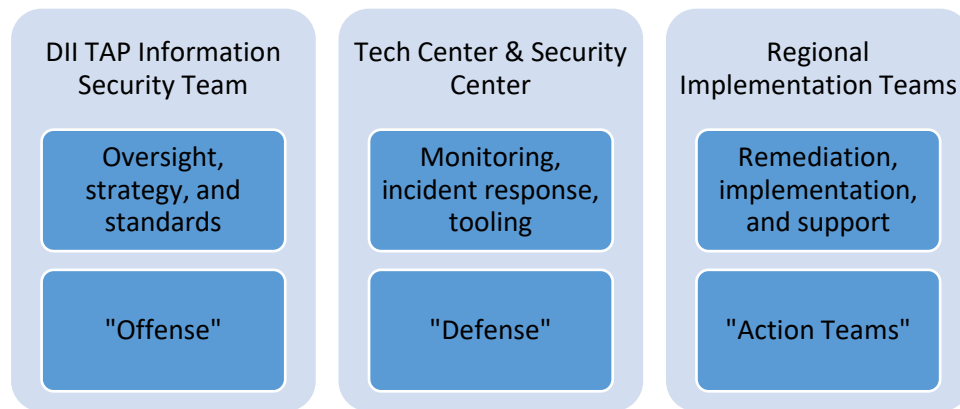 DII TAP Information
Security Team
Oversight,
strategy, and
standards
"Offense"
Tech Center & Security
Center
Monitoring,
incident response,
tooling
"Defense"
Regional
Implementation Teams
Remediation,
implementation,
and support
"Action Teams"